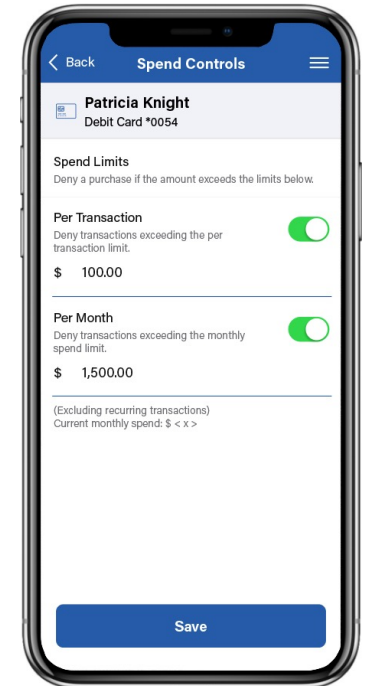 Back
Spend Controls
Patricia Knight
Debit Card *0054
Spend Limits
Deny a purchase if the amount exceeds the limits below.
Per Transaction
Deny transactions exceeding the per
transaction limit.
$ 100.00
Per Month
Deny transactions exceeding the monthly
spend limit.
$ 1,500.00
(Excluding recurring transactions)
Current monthly spend: $ < x >
Save